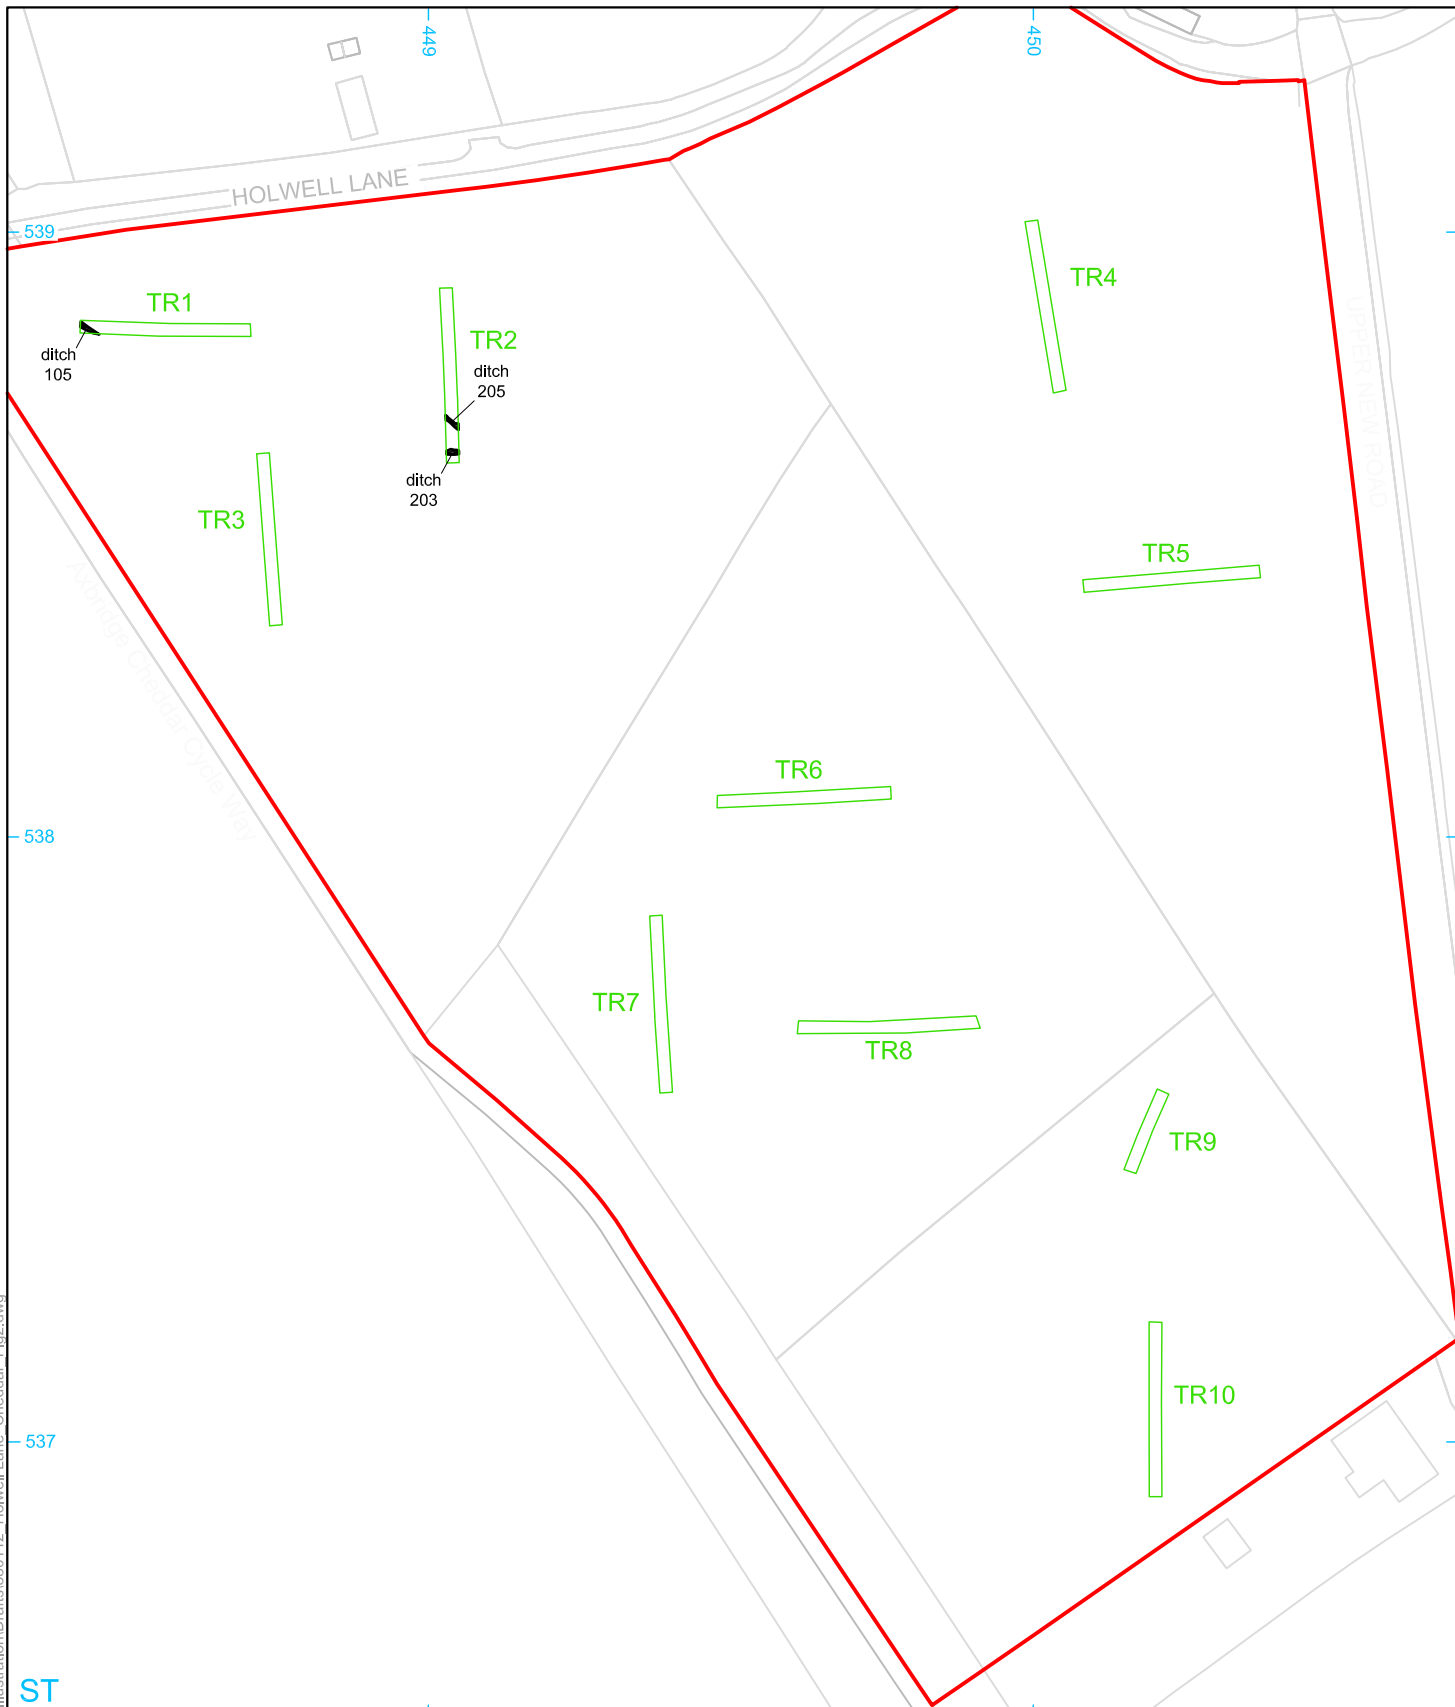 449
450
HOLWELL LANE
539
TR1
TR2
TR4
ditch
105
ditch
205
UPPER NEW ROAD
ditch
203
TR3
TR5
Axbridge Cheddar Cycle Way
TR6
538
TR7
TR8
TR9
TR10
537
ST